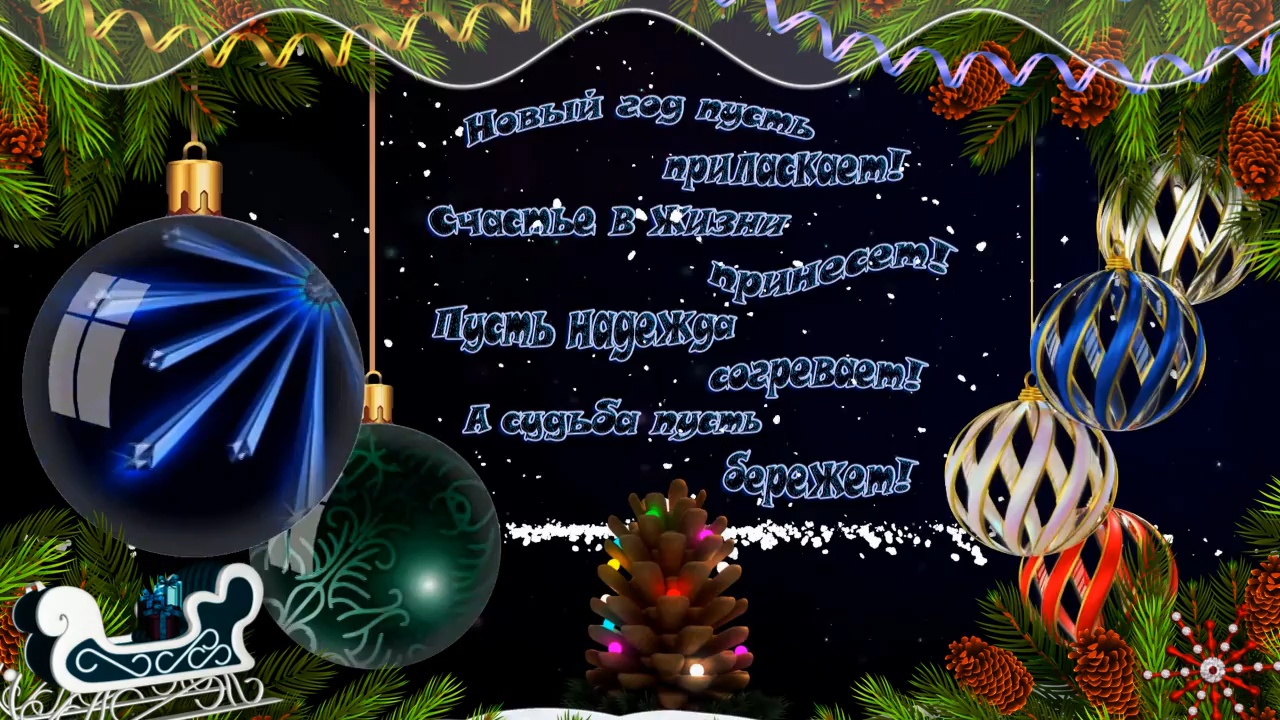 Новый год пусть
приласкает!
Счастье в жизни
принесет!
Пусть надежда
согревает!
А судьба пусть
бережет!